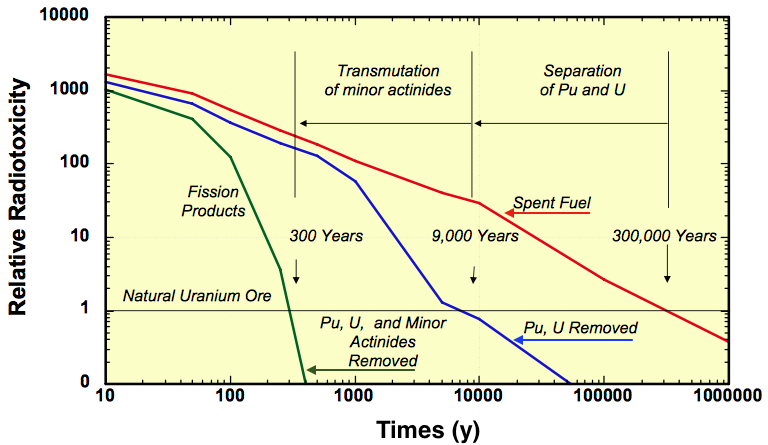 10000
1000
100
10
1
0
Relative Radiotoxicity
Transmutation
of minor actinides
Separation
of Pu and U
Fission
Products
Spent Fuel
300 Years
9,000 Years
300,000 Years
Natural Uranium Ore
Pu, U, and Minor
Actinides
Removed
Pu, U Removed
10
100
1000
10000
100000
1000000
Times (y)